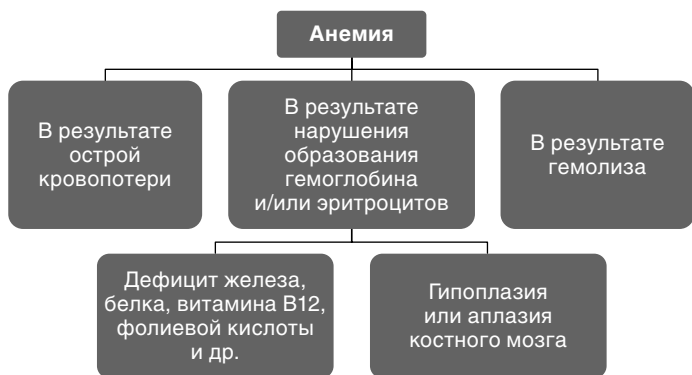 Анемия
В результате
острой
кровопотери
В результате
нарушения
образования
гемоглобина
и/или эритроцитов
В результате
гемолиза
Дефицит железа,
белка, витамина В12,
фолиевой кислоты
и др.
Гипоплазия
или аплазия
костного мозга